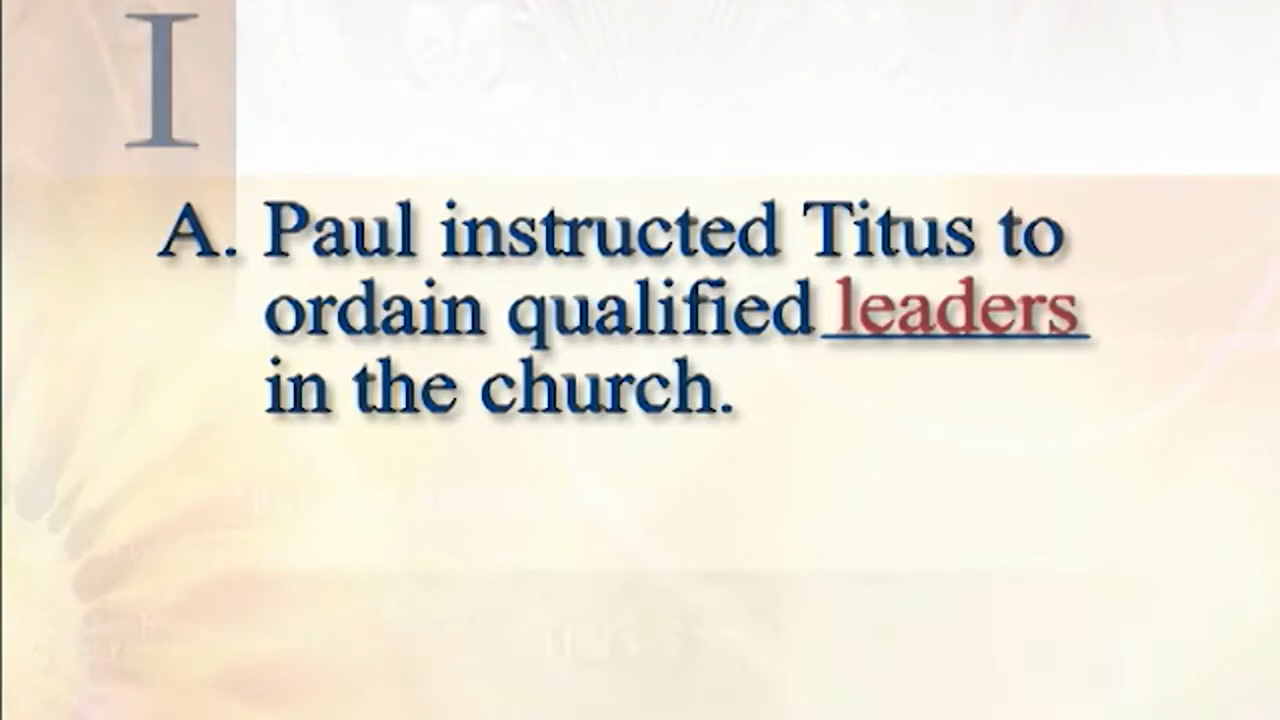 I
A. Paul instructed Titus to
ordain qualified leaders
in the church.